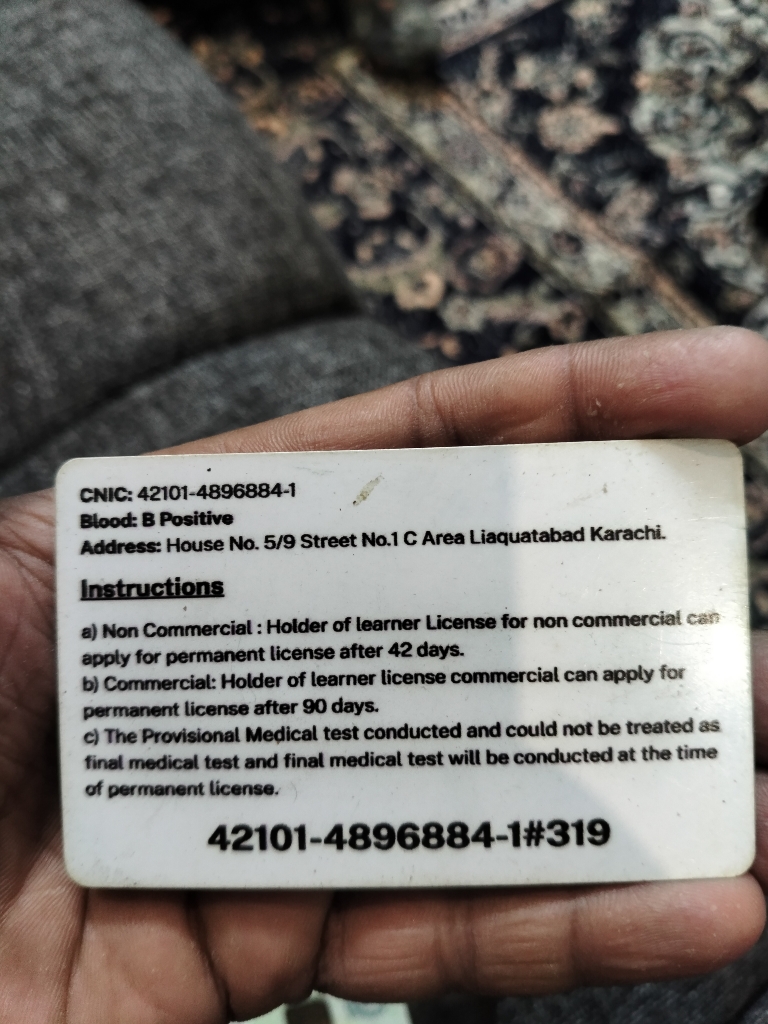 CNIC: 42101-4896884-1
Blood: B Positive
Address: House No. 5/9 Street No.1 C Area Liaquatabad Karachi.
Instructions
a) Non Commercial : Holder of learner License for non commercial can
apply for permanent license after 42 days.
b) Commercial: Holder of learner license commercial can apply for
permanent license after 90 days.
c) The Provisional Medical test conducted and could not be treated as
final medical test and final medical test will be conducted at the time
of permanent license.
42101-4896884-1#319